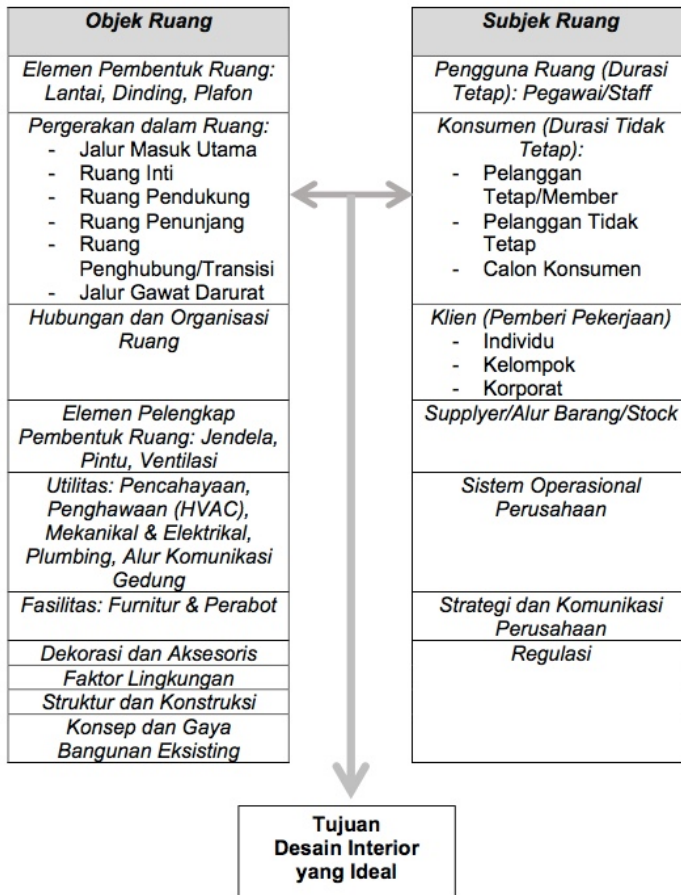 Objek Ruang
Elemen Pembentuk Ruang:
Lantai, Dinding, Plafon
Pergerakan dalam Ruang:
- Jalur Masuk Utama
- Ruang Inti
- Ruang Pendukung
- Ruang Penunjang
- Ruang
Penghubung/Transisi
- Jalur Gawat Darurat
Hubungan dan Organisasi
Ruang
Elemen Pelengkap
Pembentuk Ruang: Jendela,
Pintu, Ventilasi
Utilitas: Pencahayaan,
Penghawaan (HVAC),
Mekanikal & Elektrikal,
Plumbing, Alur Komunikasi
Gedung
Fasilitas: Furnitur & Perabot
Dekorasi dan Aksesoris
Faktor Lingkungan
Struktur dan Konstruksi
Konsep dan Gaya
Bangunan Eksisting
Subjek Ruang
Pengguna Ruang (Durasi
Tetap): Pegawai/Staff
Konsumen (Durasi Tidak
Tetap):
- Pelanggan
Tetap/Member
- Pelanggan Tidak
Tetap
- Calon Konsumen
Klien (Pemberi Pekerjaan)
- Individu
- Kelompok
- Korporat
Supplyer/Alur Barang/Stock
Sistem Operasional
Perusahaan
Strategi dan Komunikasi
Perusahaan
Regulasi
Tujuan
Desain Interior
yang Ideal